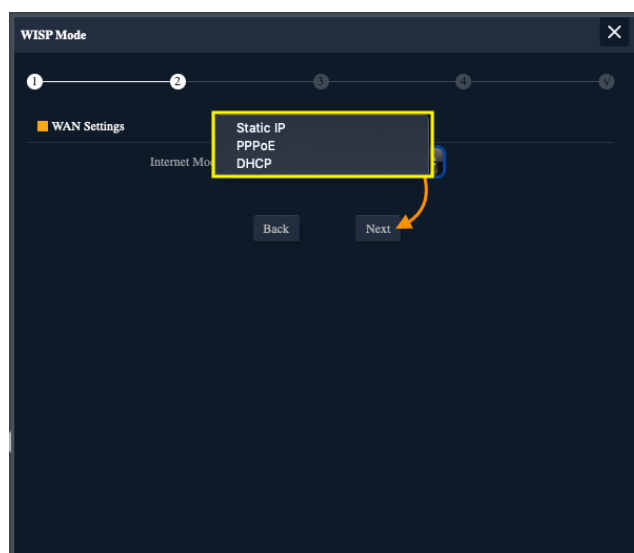 WISP Mode
1 2 3 4 √
WAN Settings
Static IP
PPPoE
DHCP
Internet Mo
Back Next